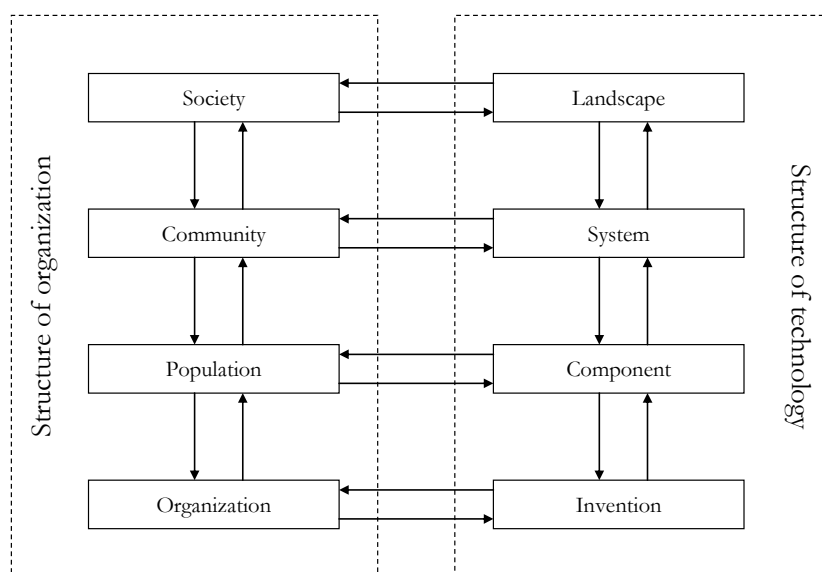 Structure of organization
Society
Landscape
Community
System
Population
Component
Organization
Invention
Structure of technology